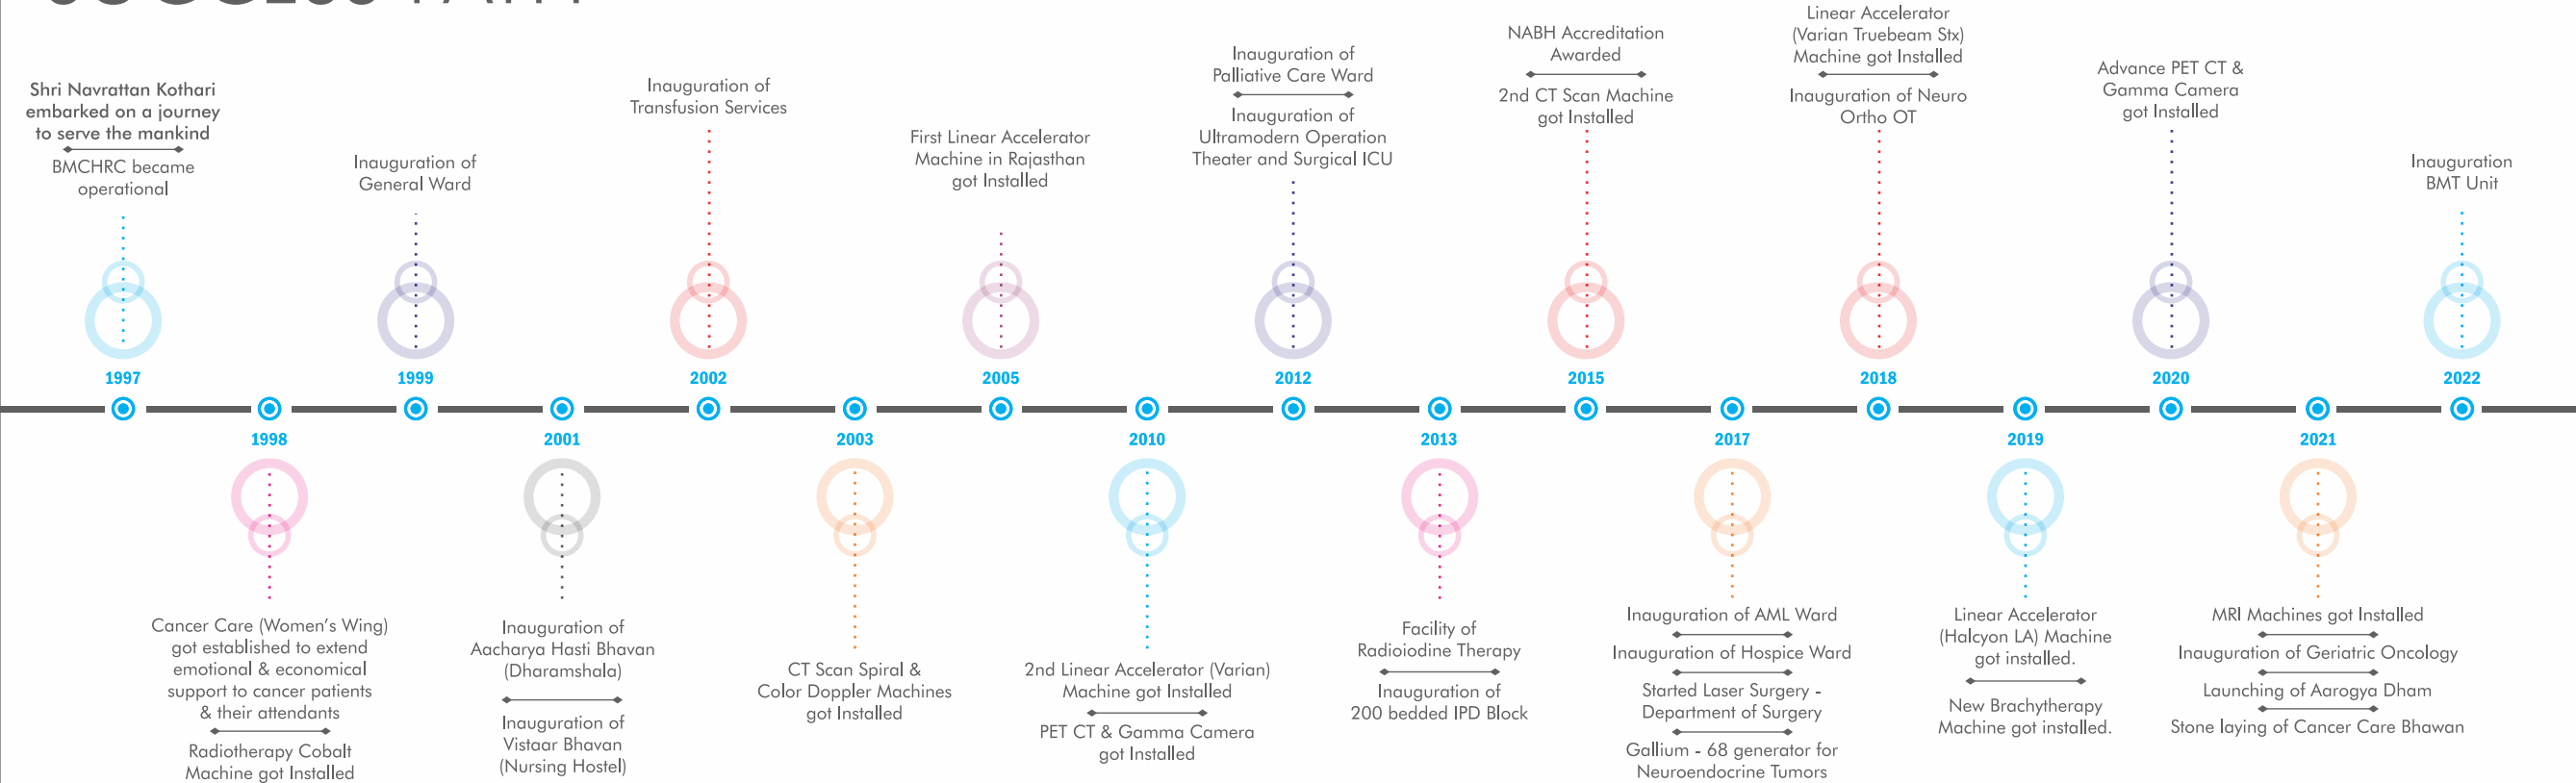 SUCCESS PATH
Shri Navrattan Kothari
embarked on a journey
to serve the mankind
BMCHRC became
operational
1997
Cancer Care (Women's Wing)
got established to extend
emotional & economical
support to cancer patients
& their attendants
Radiotherapy Cobalt
Machine got Installed
1998
Inauguration of
General Ward
1999
2001
Inauguration of
Aacharya Hasti Bhavan
(Dharamshala)
Inauguration of
Vistaar Bhavan
(Nursing Hostel)
Inauguration of
Transfusion Services
2002
2003
CT Scan Spiral &
Color Doppler Machines
got Installed
First Linear Accelerator
Machine in Rajasthan
got Installed
2005
2010
2nd Linear Accelerator (Varian)
Machine got Installed
PET CT & Gamma Camera
got Installed
Inauguration of
Palliative Care Ward
Inauguration of
Ultramodern Operation
Theater and Surgical ICU
2012
2013
Facility of
Radioiodine Therapy
Inauguration of
200 bedded IPD Block
NABH Accreditation
Awarded
2nd CT Scan Machine
got Installed
2015
2017
Inauguration of AML Ward
Inauguration of Hospice Ward
Started Laser Surgery -
Department of Surgery
Gallium - 68 generator for
Neuroendocrine Tumors
Linear Accelerator
(Varian Truebeam Stx)
Machine got Installed
Inauguration of Neuro
Ortho OT
2018
2019
Linear Accelerator
(Halcyon LA) Machine
got installed.
New Brachytherapy
Machine got installed.
Advance PET CT &
Gamma Camera
got Installed
2020
2021
MRI Machines got Installed
Inauguration of Geriatric Oncology
Launching of Aarogya Dham
Stone laying of Cancer Care Bhawan
Inauguration
BMT Unit
2022